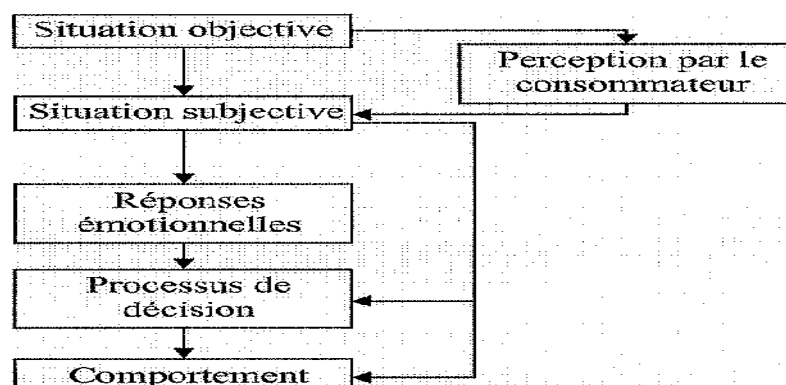 Situation objective
Perception par le
consommateur
Situation subjective
Réponses
émotionnelles
Processus de
décision
Comportement